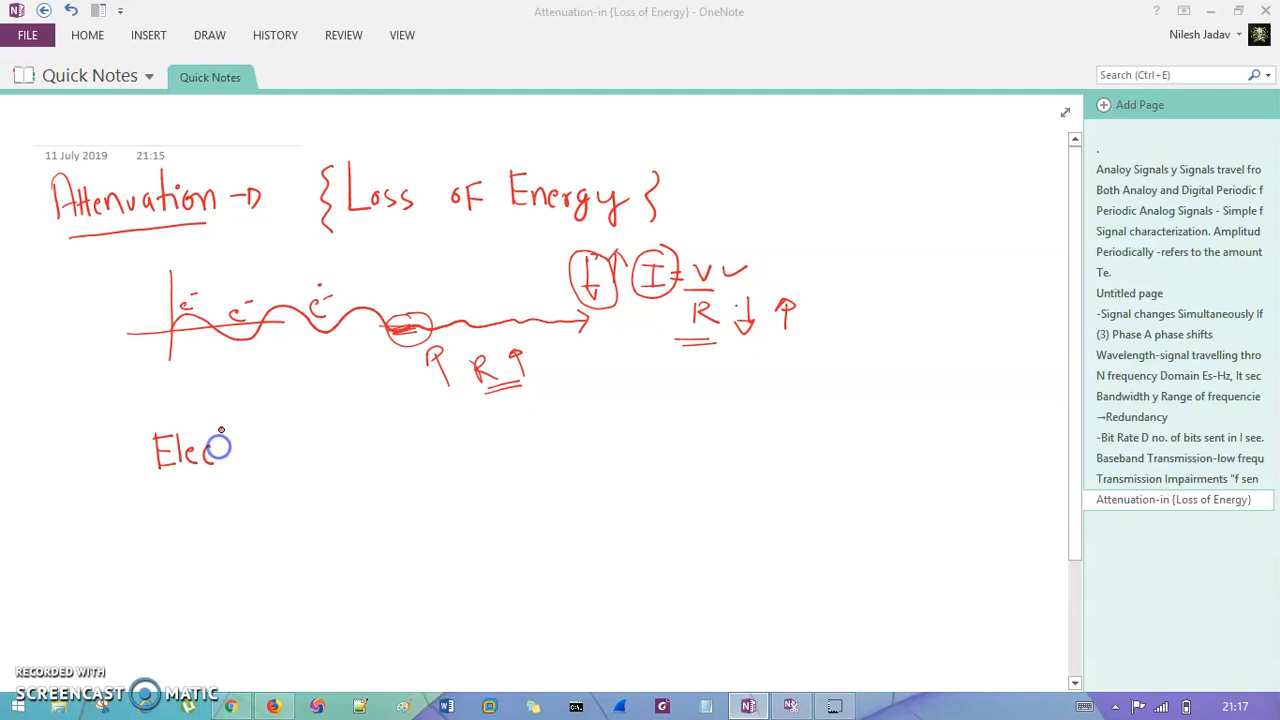 Attenuation-in {Loss of Energy} - OneNote
FILE HOME INSERT DRAW HISTORY REVIEW VIEW
Nilesh Jadav
Quick Notes
Quick Notes
Search (Ctrl+E)
Add Page
11 July 2019 21:15
Attenuation → {Loss of Energy}
e⁻ e⁻ e⁻
↓ ↑ I = V ✓
R ↓ ↑
↑ R ↑
Elec
.
Analoy Signals y Signals travel fro
Both Analoy and Digital Periodic f
Periodic Analog Signals - Simple f
Signal characterization. Amplitud
Periodically -refers to the amount
Te.
Untitled page
-Signal changes Simultaneously If
(3) Phase A phase shifts
Wavelength-signal travelling thro
N frequency Domain Es-Hz, It sec
Bandwidth y Range of frequencie
→Redundancy
-Bit Rate D no. of bits sent in I see.
Baseband Transmission-low frequ
Transmission Impairments "f sen
Attenuation-in {Loss of Energy}
RECORDED WITH
SCREENCAST MATIC
21:17